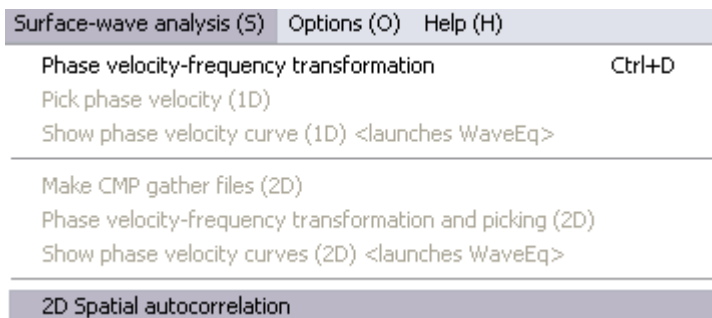 Surface-wave analysis (S) Options (O) Help (H)
Phase velocity-frequency transformation Ctrl+D
Pick phase velocity (1D)
Show phase velocity curve (1D) <launches WaveEq>
Make CMP gather files (2D)
Phase velocity-frequency transformation and picking (2D)
Show phase velocity curves (2D) <launches WaveEq>
2D Spatial autocorrelation